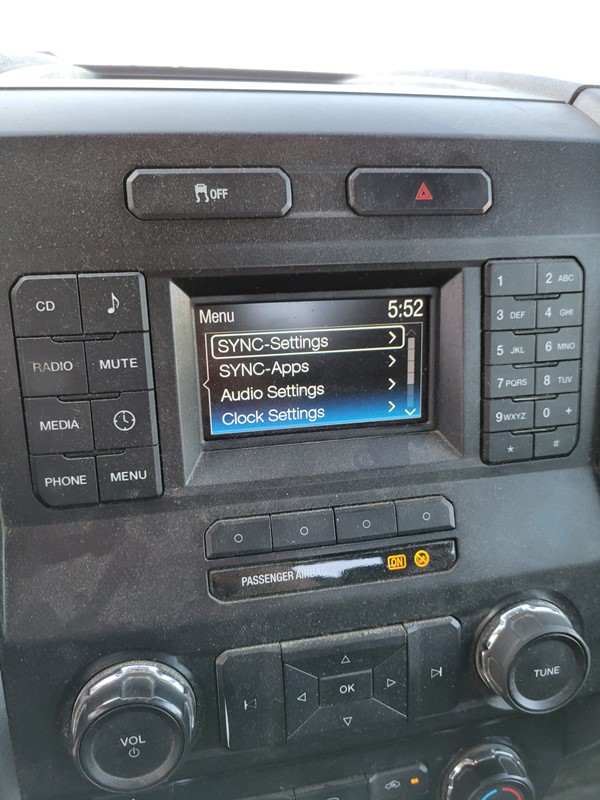 OFF
CD
RADIO MUTE
MEDIA
PHONE MENU
Menu 5:52
SYNC-Settings
SYNC-Apps
Audio Settings
Clock Settings
1 2 ABC
3 DEF 4 GHI
5 JKL 6 MNO
7 PQRS 8 TUV
9 WXYZ 0 +
* #
PASSENGER AIRBAG ON
OK
VOL
TUNE